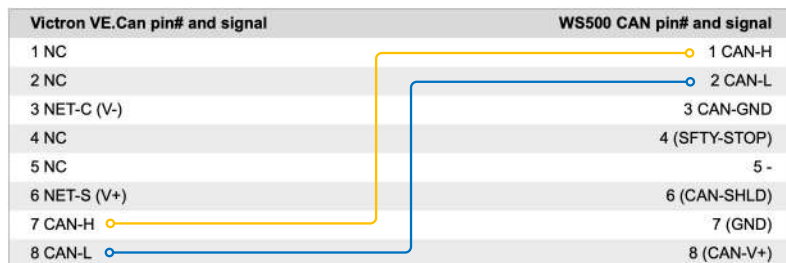 Victron VE.Can pin# and signal WS500 CAN pin# and signal
1 NC 1 CAN-H
2 NC 2 CAN-L
3 NET-C (V-) 3 CAN-GND
4 NC 4 (SFTY-STOP)
5 NC 5 -
6 NET-S (V+) 6 (CAN-SHLD)
7 CAN-H 7 (GND)
8 CAN-L 8 (CAN-V+)